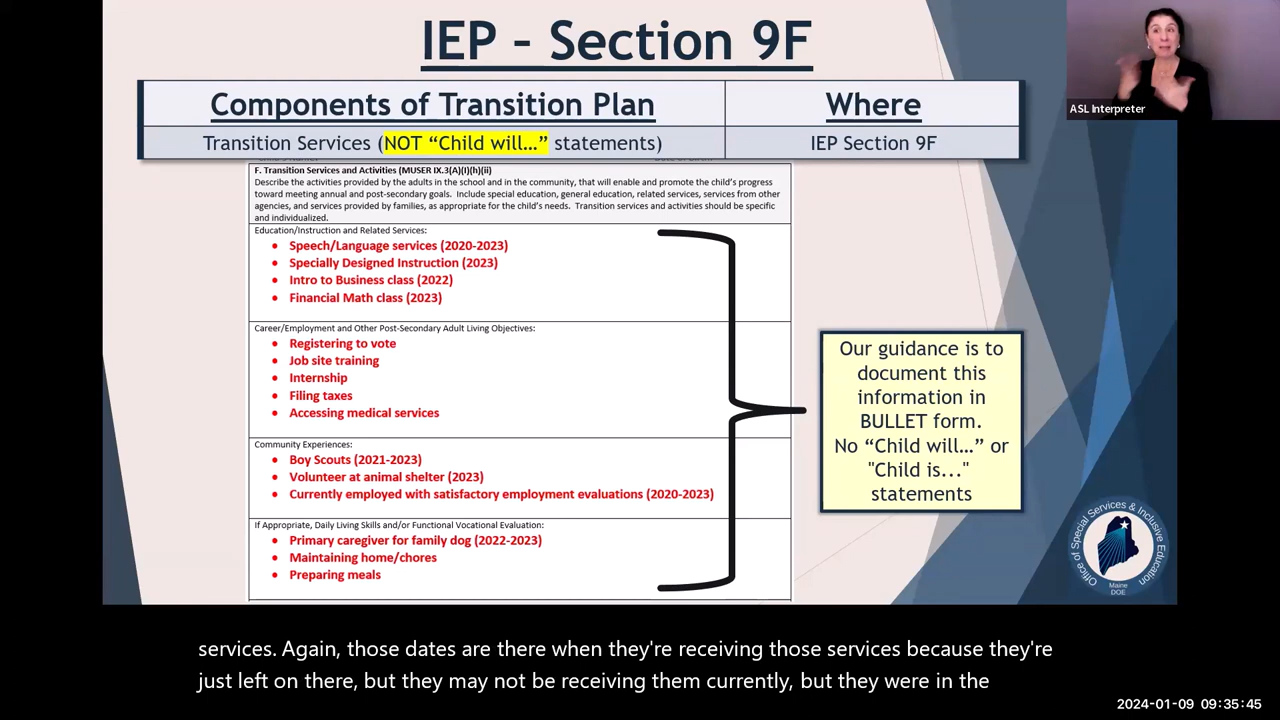 IEP – Section 9F
ASL Interpreter
Components of Transition Plan
Where
Transition Services (NOT “Child will…” statements)
IEP Section 9F
F. Transition Services and Activities (MUSER IX.3(A)(l)(h)(ii)
Describe the activities provided by the adults in the school and in the community, that will enable and promote the child’s progress
toward meeting annual and post-secondary goals. Include special education, general education, related services, services from other
agencies, and services provided by families, as appropriate for the child’s needs. Transition services and activities should be specific
and individualized.
Education/Instruction and Related Services:
• Speech/Language services (2020-2023)
• Specially Designed Instruction (2023)
• Intro to Business class (2022)
• Financial Math class (2023)
Career/Employment and Other Post-Secondary Adult Living Objectives:
• Registering to vote
• Job site training
• Internship
• Filing taxes
• Accessing medical services
Community Experiences:
• Boy Scouts (2021-2023)
• Volunteer at animal shelter (2023)
• Currently employed with satisfactory employment evaluations (2020-2023)
If Appropriate, Daily Living Skills and/or Functional Vocational Evaluation:
• Primary caregiver for family dog (2022-2023)
• Maintaining home/chores
• Preparing meals
Our guidance is to
document this
information in
BULLET form.
No “Child will…” or
"Child is..."
statements
Office of Special Services & Inclusive Education
Maine
DOE
services. Again, those dates are there when they're receiving those services because they're
just left on there, but they may not be receiving them currently, but they were in the
2024-01-09 09:35:45